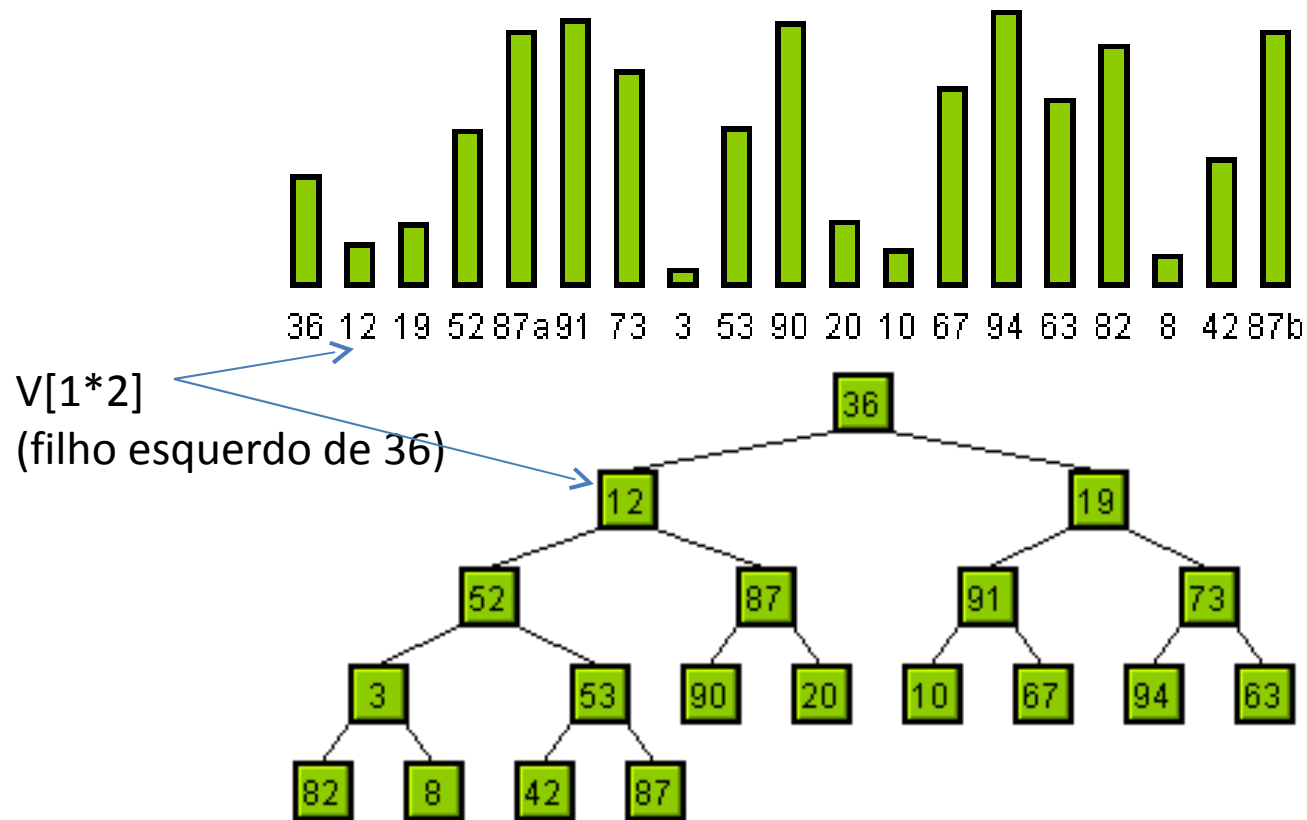 36 12 19 52 87a 91 73 3 53 90 20 10 67 94 63 82 8 42 87b
V[1*2]
(filho esquerdo de 36)
36
12 19
52 87 91 73
3 53 90 20 10 67 94 63
82 8 42 87